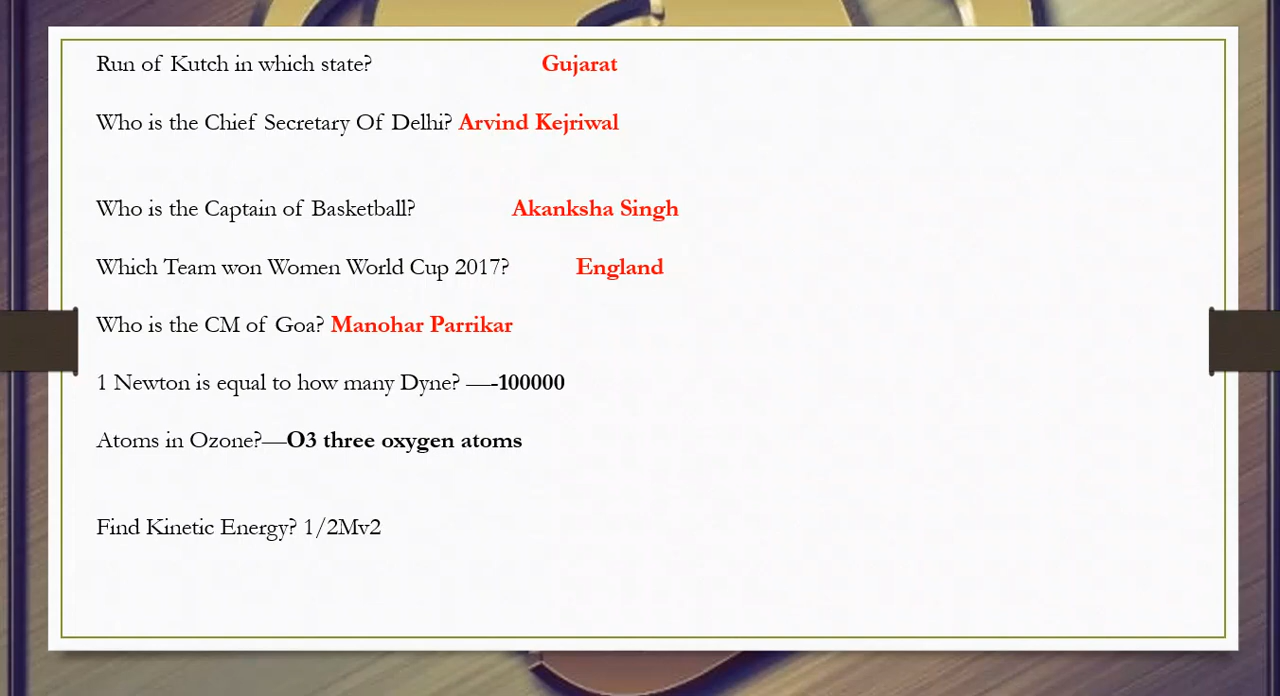 Run of Kutch in which state? Gujarat
Who is the Chief Secretary Of Delhi? Arvind Kejriwal
Who is the Captain of Basketball? Akanksha Singh
Which Team won Women World Cup 2017? England
Who is the CM of Goa? Manohar Parrikar
1 Newton is equal to how many Dyne? —-100000
Atoms in Ozone?—O3 three oxygen atoms
Find Kinetic Energy? 1/2Mv2